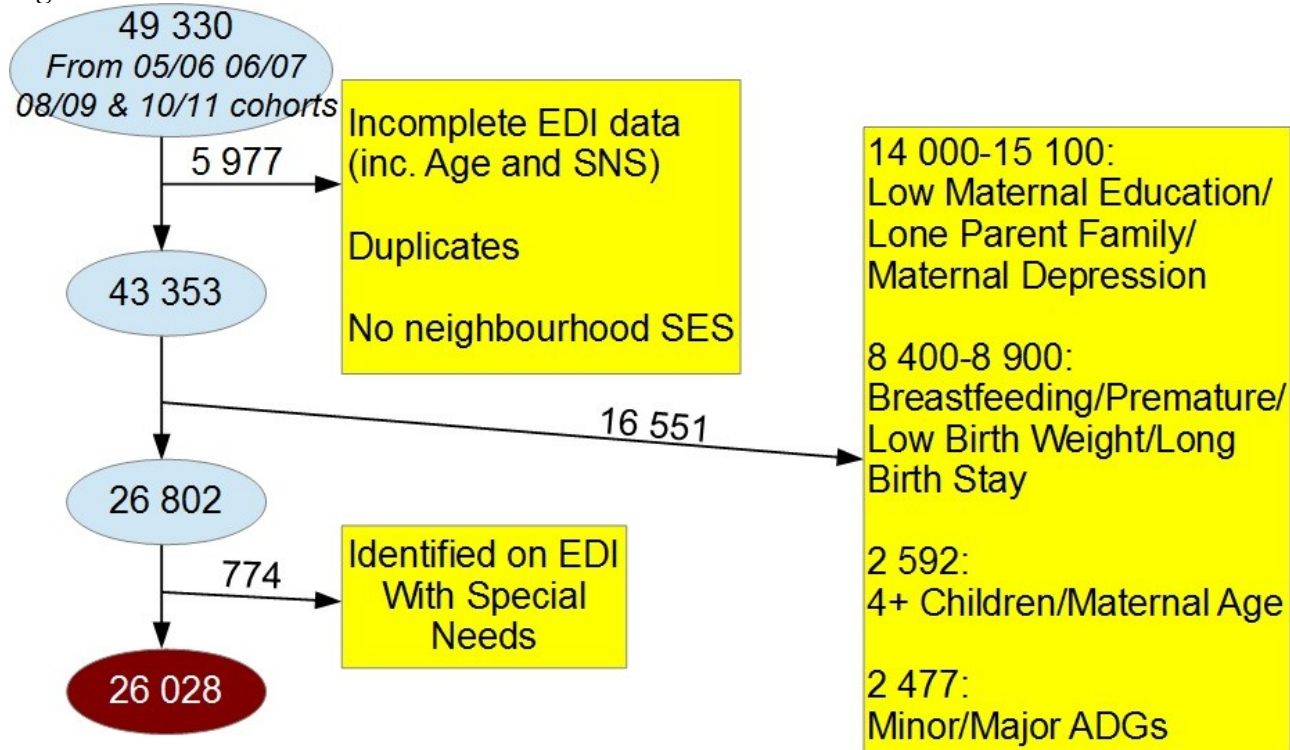 49 330
From 05/06 06/07
08/09 & 10/11 cohorts
5 977
Incomplete EDI data
(inc. Age and SNS)
Duplicates
No neighbourhood SES
43 353
16 551
14 000-15 100:
Low Maternal Education/
Lone Parent Family/
Maternal Depression
8 400-8 900:
Breastfeeding/Premature/
Low Birth Weight/Long
Birth Stay
2 592:
4+ Children/Maternal Age
2 477:
Minor/Major ADGs
26 802
774
Identified on EDI
With Special
Needs
26 028